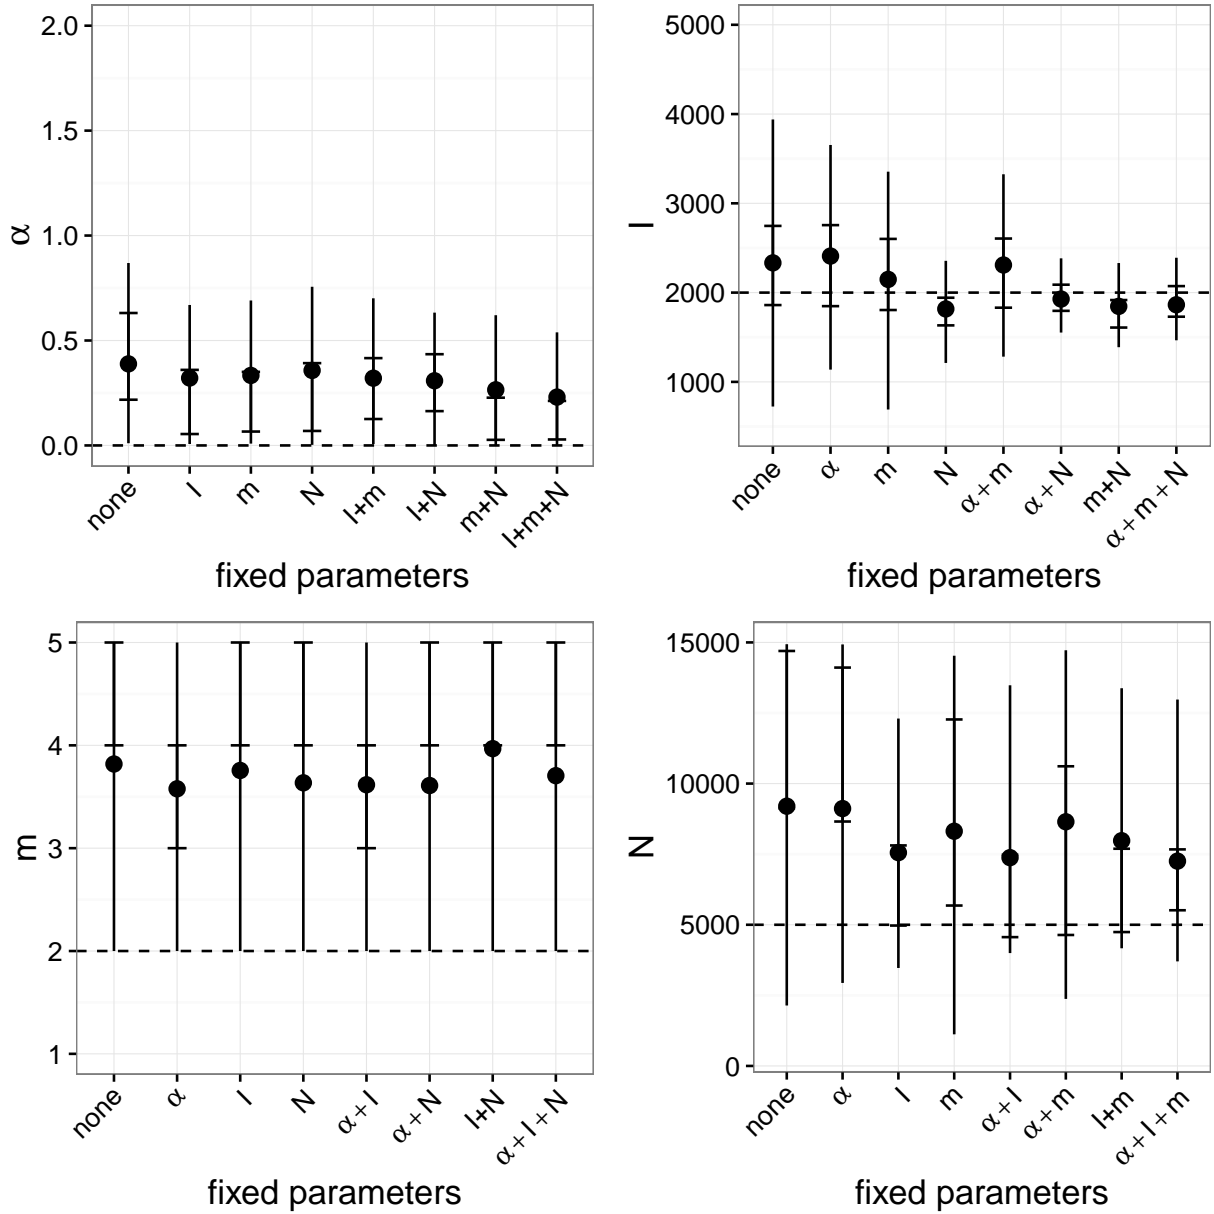 2.0
1.5
1.0
0.5
0.0
α
none
I
m
N
I+m
I+N
m+N
I+m+N
fixed parameters
5000
4000
3000
2000
1000
I
none
α
m
N
α + m
α + N
m+N
α + m + N
fixed parameters
5
4
3
2
1
m
none
α
I
N
α + I
α + N
I+N
α + I + N
fixed parameters
15000
10000
5000
0
N
none
α
I
m
α + I
α + m
I+m
α + I + m
fixed parameters